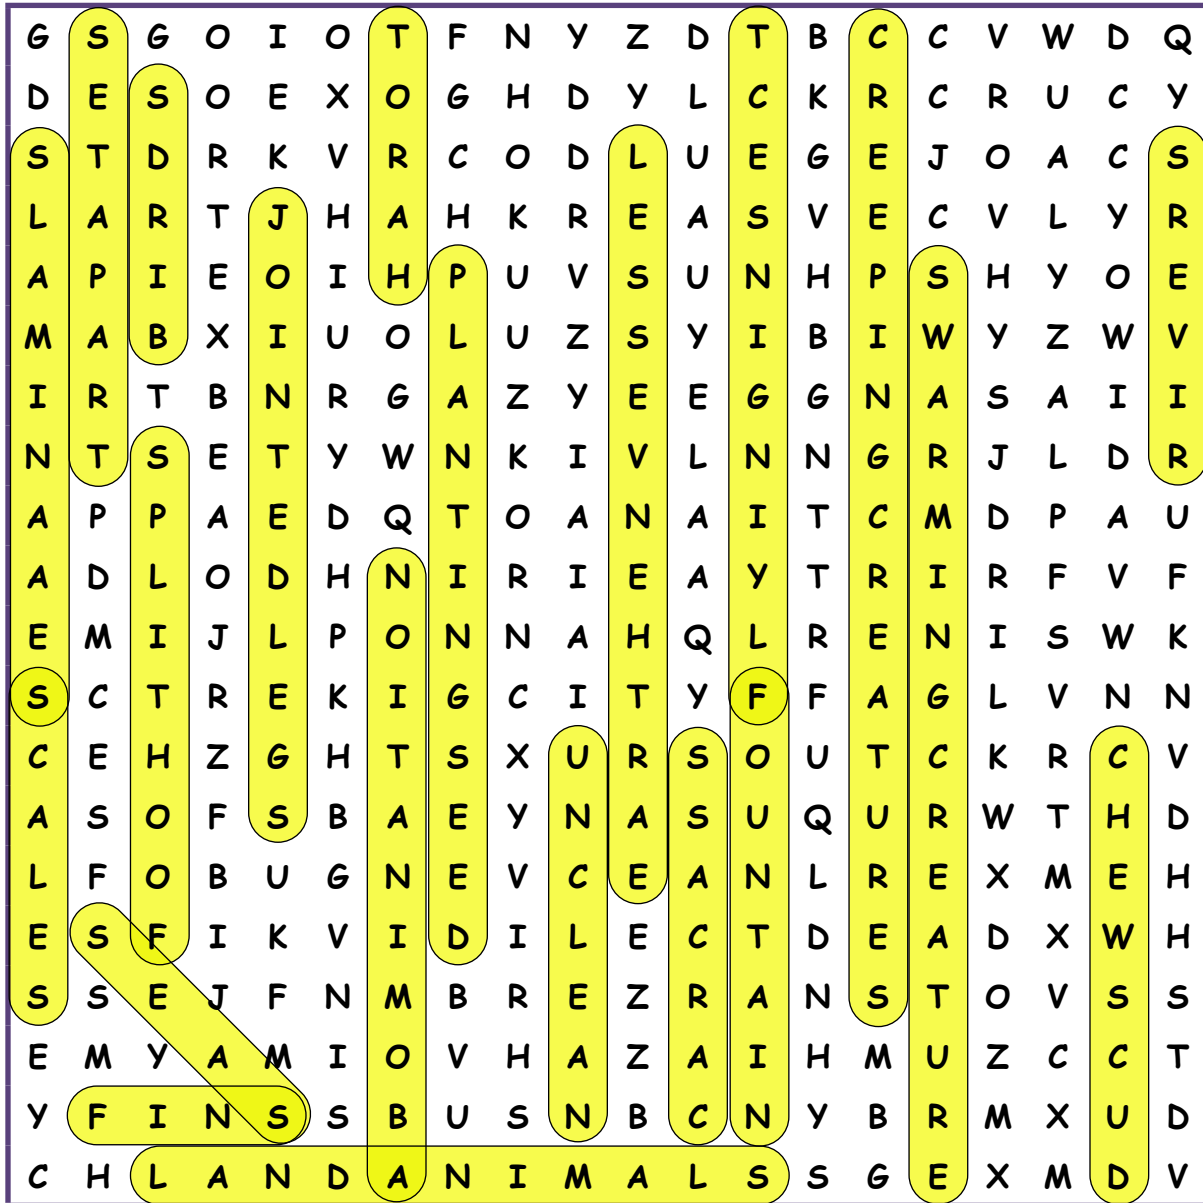 G S G O I O T F N Y Z D T B C C V W D Q
D E S O E X O G H D Y L C K R C R U C Y
S T D R K V R C O D L U E G E J O A C S
L A R T J H A H K R E A S V E C V L Y R
A P I E O I H P U V S U N H P S H Y O E
M A B X I U O L U Z S Y I B I W Y Z W V
I R T B N R G A Z Y E E G G N A S A I I
N T S E T Y W N K I V L N N G R J L D R
A P P A E D Q T O A N A I T C M D P A U
A D L O D H N I R I E A Y T R I R F V F
E M I J L P O N N A H Q L R E N I S W K
S C T R E K I G C I T Y F F A G L V N N
C E H Z G H T S X U R S O U T C K R C V
A S O F S B A E Y N A S U Q U R W T H D
L F O B U G N E V C E A N L R E X M E H
E S F I K V I D I L E C T D E A D X W H
S S E J F N M B R E Z R A N S T O V S S
E M Y A M I O V H A Z A I H M U Z C C T
Y F I N S S B U S N B C N Y B R M X U D
C H L A N D A N I M A L S S G E X M D V